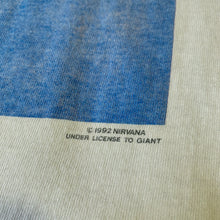 © 1992 NIRVANA
UNDER LICENSE TO GIANT